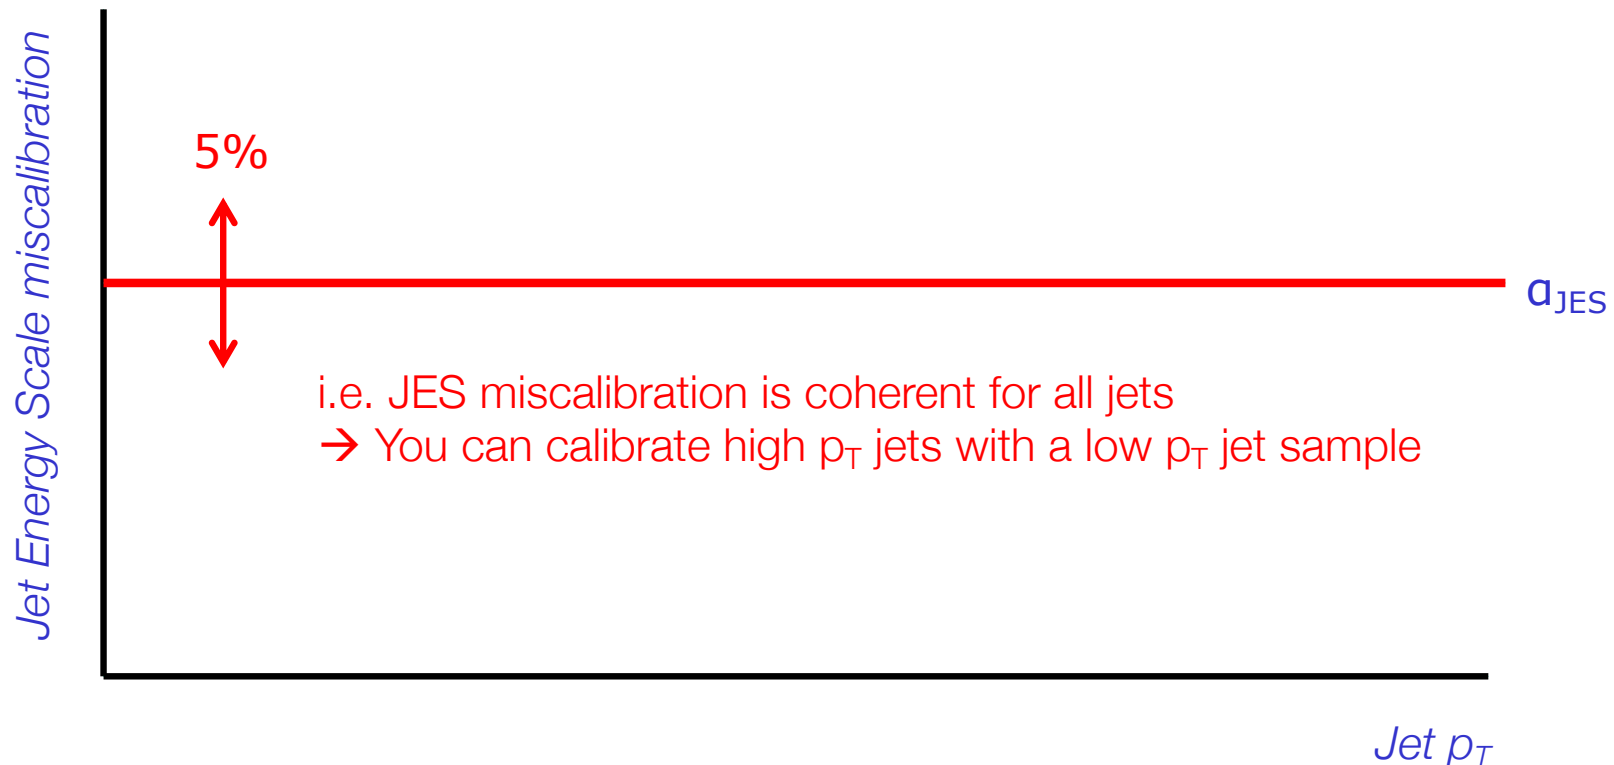 Jet Energy Scale miscalibration
5%
ɑJES
i.e. JES miscalibration is coherent for all jets
→ You can calibrate high pT jets with a low pT jet sample
Jet pT